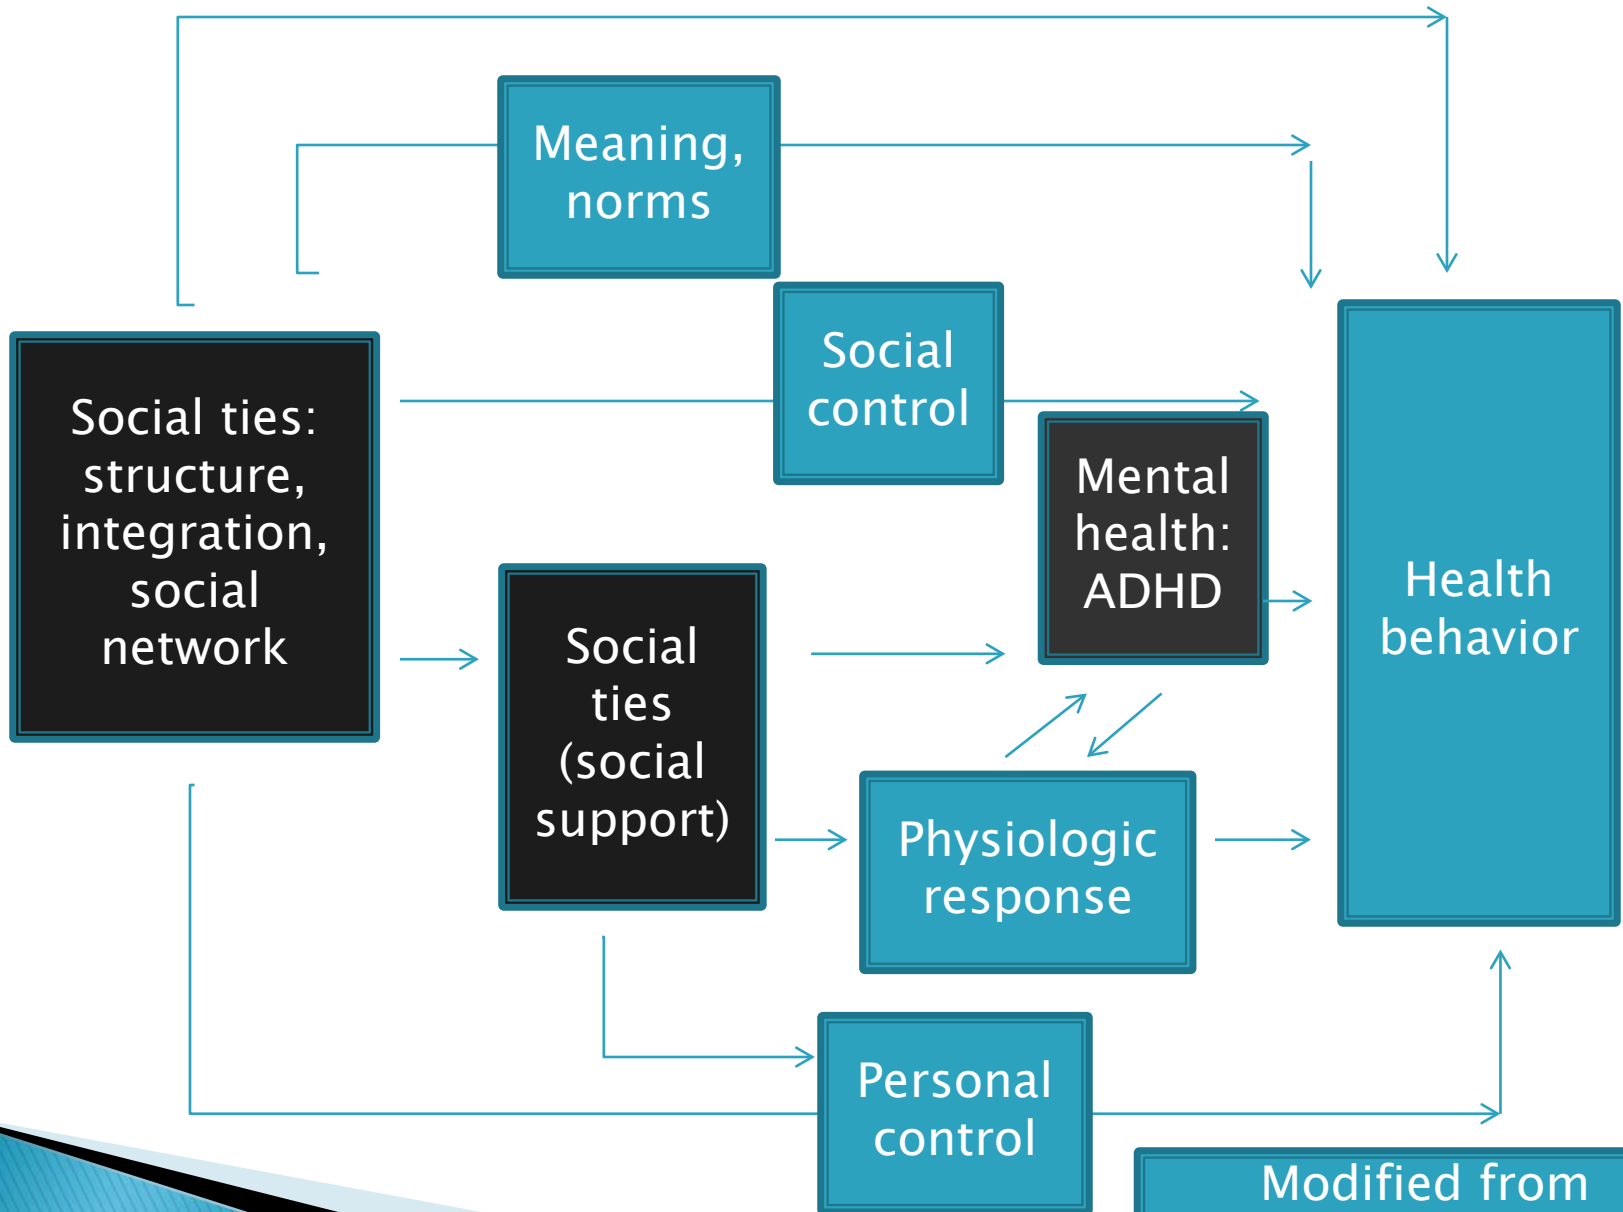 Meaning,
norms
Social
control
Social ties:
structure,
integration,
social
network
Mental
health:
ADHD
Health
behavior
Social
ties
(social
support)
Physiologic
response
Personal
control
Modified from